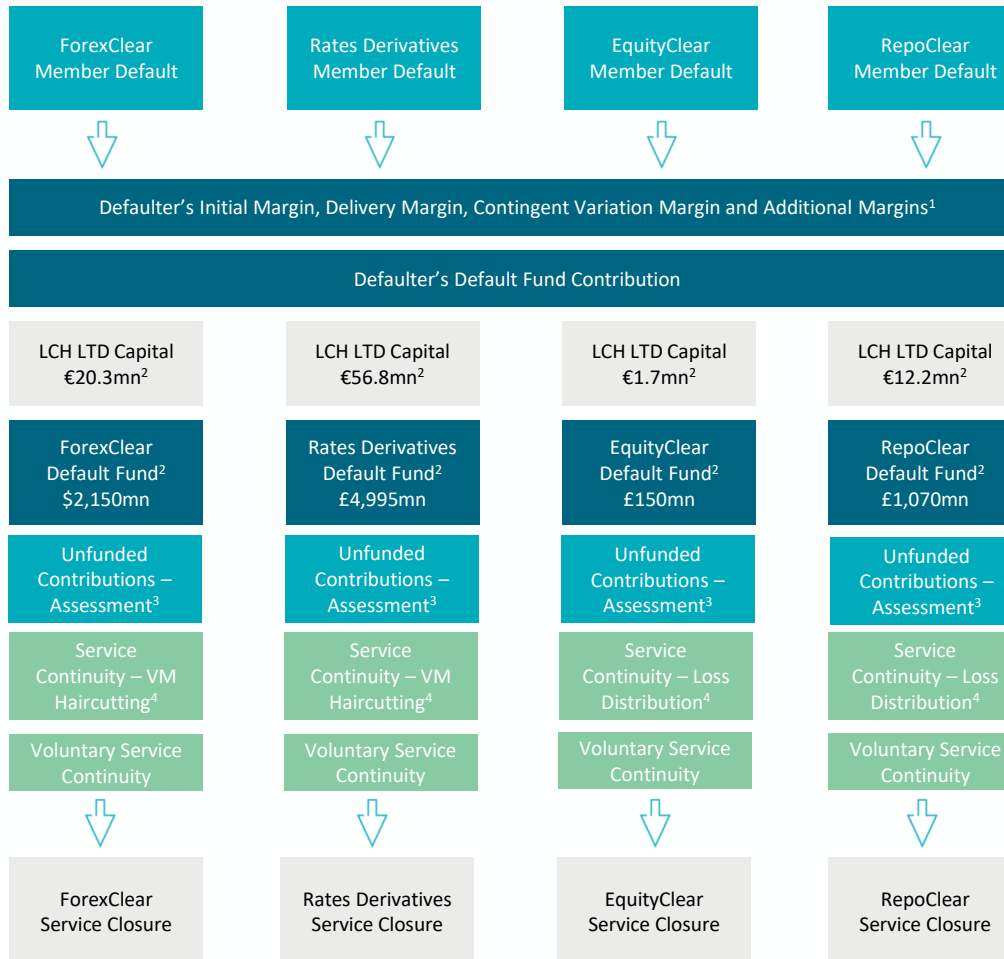 ForexClear
Member Default
Rates Derivatives
Member Default
EquityClear
Member Default
RepoClear
Member Default
Defaulter’s Initial Margin, Delivery Margin, Contingent Variation Margin and Additional Margins¹
Defaulter’s Default Fund Contribution
LCH LTD Capital
€20.3mn²
LCH LTD Capital
€56.8mn²
LCH LTD Capital
€1.7mn²
LCH LTD Capital
€12.2mn²
ForexClear
Default Fund²
$2,150mn
Rates Derivatives
Default Fund²
£4,995mn
EquityClear
Default Fund²
£150mn
RepoClear
Default Fund²
£1,070mn
Unfunded
Contributions –
Assessment³
Unfunded
Contributions –
Assessment³
Unfunded
Contributions –
Assessment³
Unfunded
Contributions –
Assessment³
Service
Continuity – VM
Haircutting⁴
Service
Continuity – VM
Haircutting⁴
Service
Continuity – Loss
Distribution⁴
Service
Continuity – Loss
Distribution⁴
Voluntary Service
Continuity
Voluntary Service
Continuity
Voluntary Service
Continuity
Voluntary Service
Continuity
ForexClear
Service Closure
Rates Derivatives
Service Closure
EquityClear
Service Closure
RepoClear
Service Closure